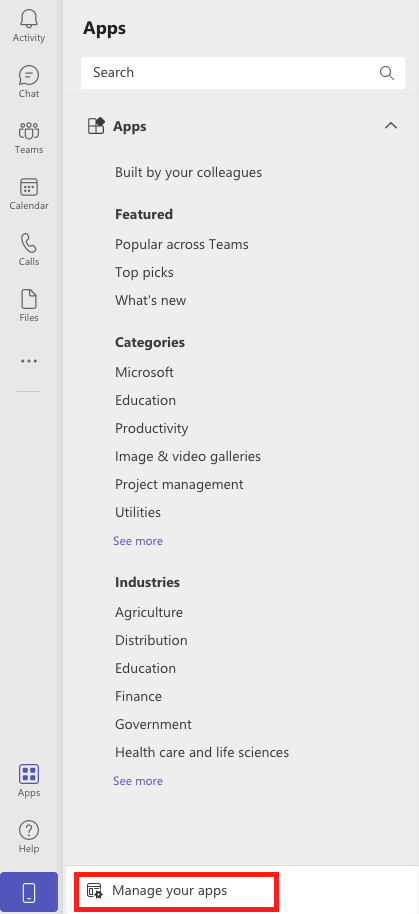 Activity
Chat
Teams
Calendar
Calls
Files
Apps
Help
Apps
Search
Apps
Built by your colleagues
Featured
Popular across Teams
Top picks
What's new
Categories
Microsoft
Education
Productivity
Image & video galleries
Project management
Utilities
See more
Industries
Agriculture
Distribution
Education
Finance
Government
Health care and life sciences
See more
Manage your apps